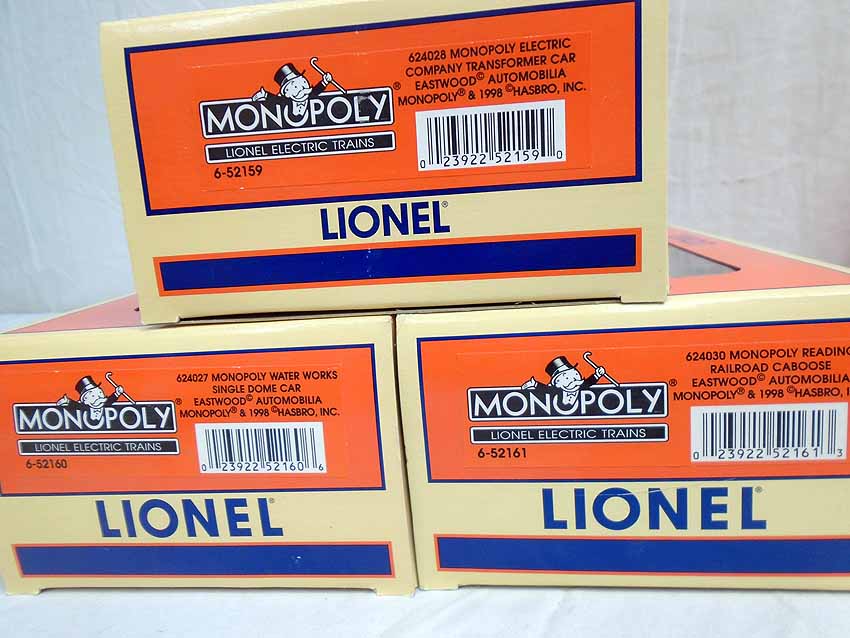 624028 MONOPOLY ELECTRIC
COMPANY TRANSFORMER CAR
EASTWOOD© AUTOMOBILIA
MONOPOLY® & 1998 ©HASBRO, INC.
MONOPOLY®
LIONEL ELECTRIC TRAINS
6-52159
0 23922 52159 0
LIONEL®
624027 MONOPOLY WATER WORKS
SINGLE DOME CAR
EASTWOOD© AUTOMOBILIA
MONOPOLY® & 1998 ©HASBRO, INC.
MONOPOLY®
LIONEL ELECTRIC TRAINS
6-52160
0 23922 52160 6
LIONEL®
624030 MONOPOLY READING
RAILROAD CABOOSE
EASTWOOD© AUTOMOBILIA
MONOPOLY® & 1998 ©HASBRO, I
MONOPOLY®
LIONEL ELECTRIC TRAINS
6-52161
0 23922 52161 3
LIONEL®